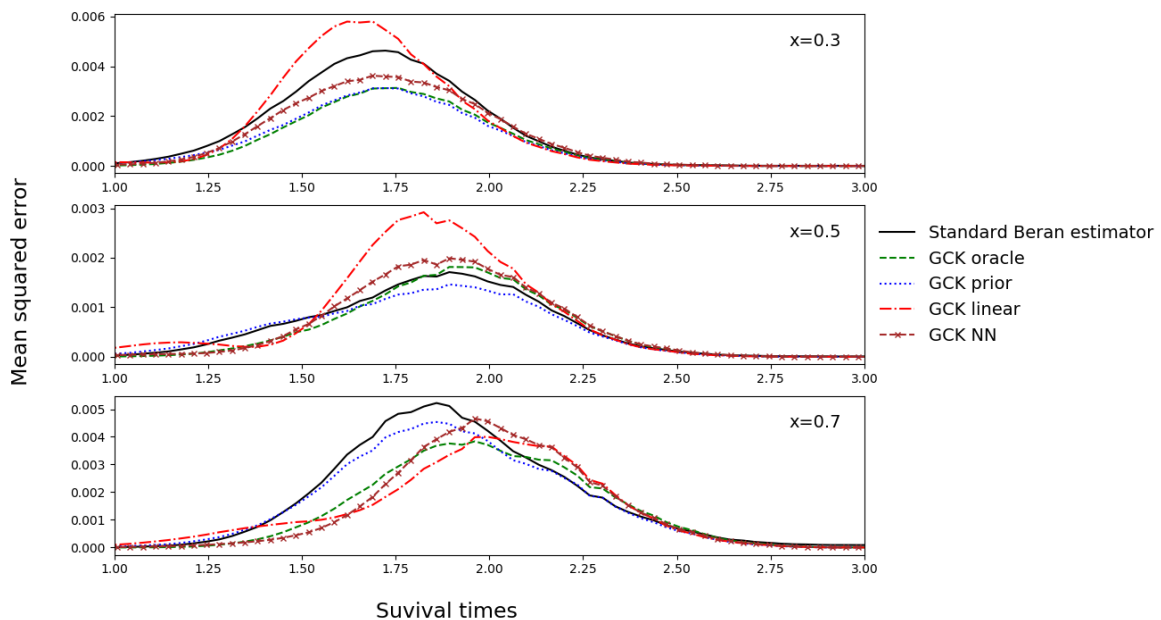 0.006
0.004
0.002
0.000
x=0.3
1.00 1.25 1.50 1.75 2.00 2.25 2.50 2.75 3.00
Mean squared error
0.003
0.002
0.001
0.000
x=0.5
1.00 1.25 1.50 1.75 2.00 2.25 2.50 2.75 3.00
Standard Beran estimator
GCK oracle
GCK prior
GCK linear
GCK NN
0.005
0.004
0.003
0.002
0.001
0.000
x=0.7
1.00 1.25 1.50 1.75 2.00 2.25 2.50 2.75 3.00
Suvival times